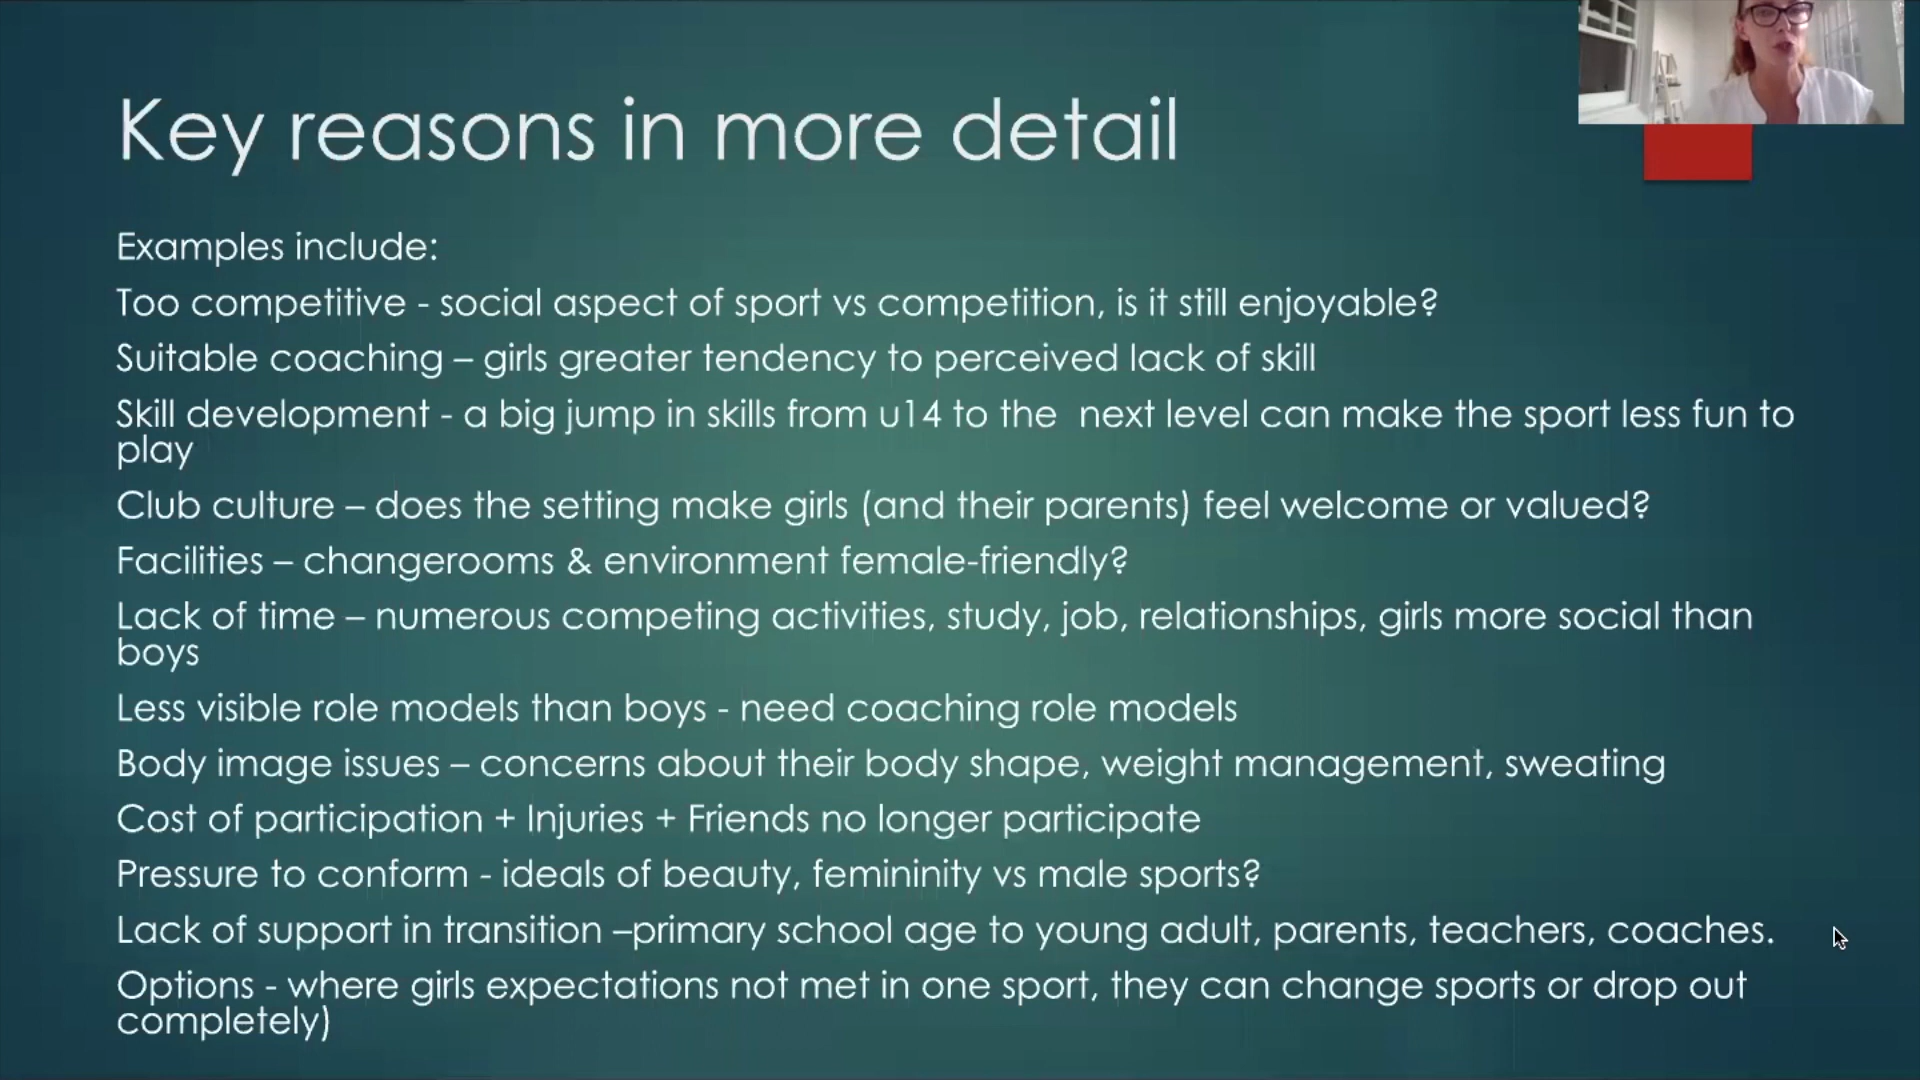 Key reasons in more detail
Examples include:
Too competitive - social aspect of sport vs competition, is it still enjoyable?
Suitable coaching – girls greater tendency to perceived lack of skill
Skill development - a big jump in skills from u14 to the  next level can make the sport less fun to
play
Club culture – does the setting make girls (and their parents) feel welcome or valued?
Facilities – changerooms & environment female-friendly?
Lack of time – numerous competing activities, study, job, relationships, girls more social than
boys
Less visible role models than boys - need coaching role models
Body image issues – concerns about their body shape, weight management, sweating
Cost of participation + Injuries + Friends no longer participate
Pressure to conform - ideals of beauty, femininity vs male sports?
Lack of support in transition –primary school age to young adult, parents, teachers, coaches.
Options - where girls expectations not met in one sport, they can change sports or drop out
completely)